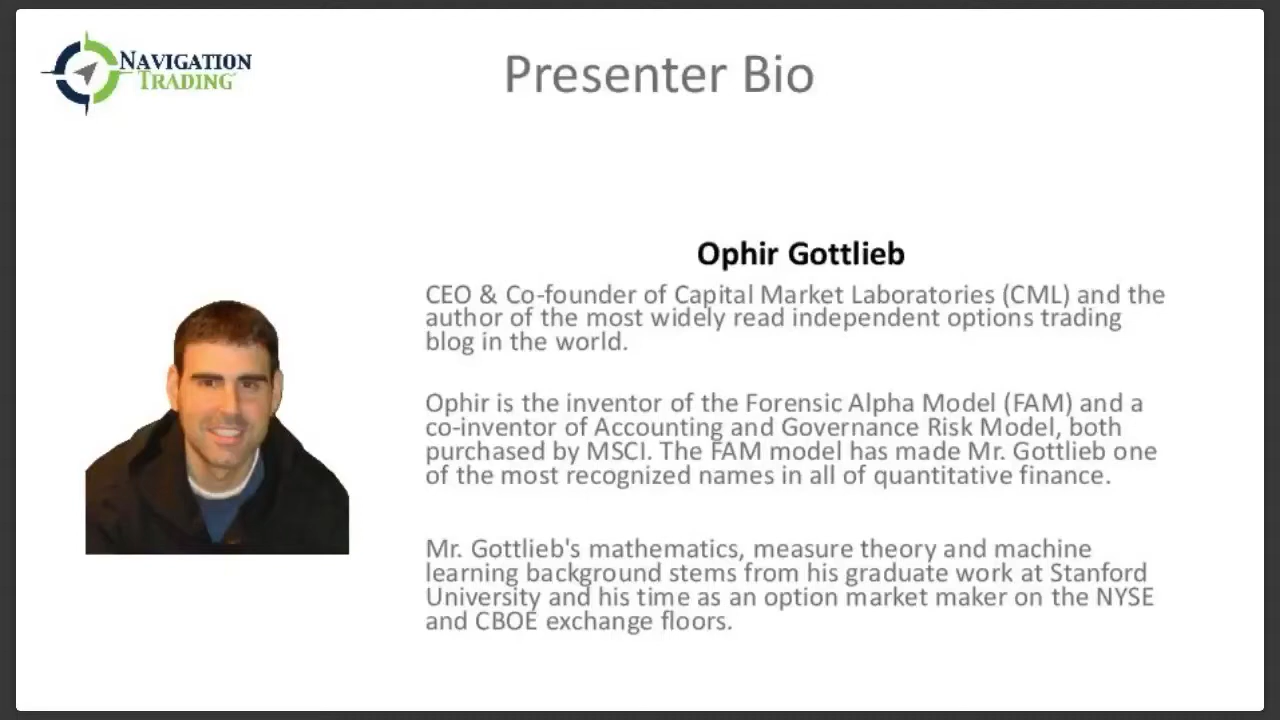 NAVIGATION
TRADING
Presenter Bio
Ophir Gottlieb
CEO & Co-founder of Capital Market Laboratories (CML) and the
author of the most widely read independent options trading
blog in the world.
Ophir is the inventor of the Forensic Alpha Model (FAM) and a
co-inventor of Accounting and Governance Risk Model, both
purchased by MSCI. The FAM model has made Mr. Gottlieb one
of the most recognized names in all of quantitative finance.
Mr. Gottlieb's mathematics, measure theory and machine
learning background stems from his graduate work at Stanford
University and his time as an option market maker on the NYSE
and CBOE exchange floors.